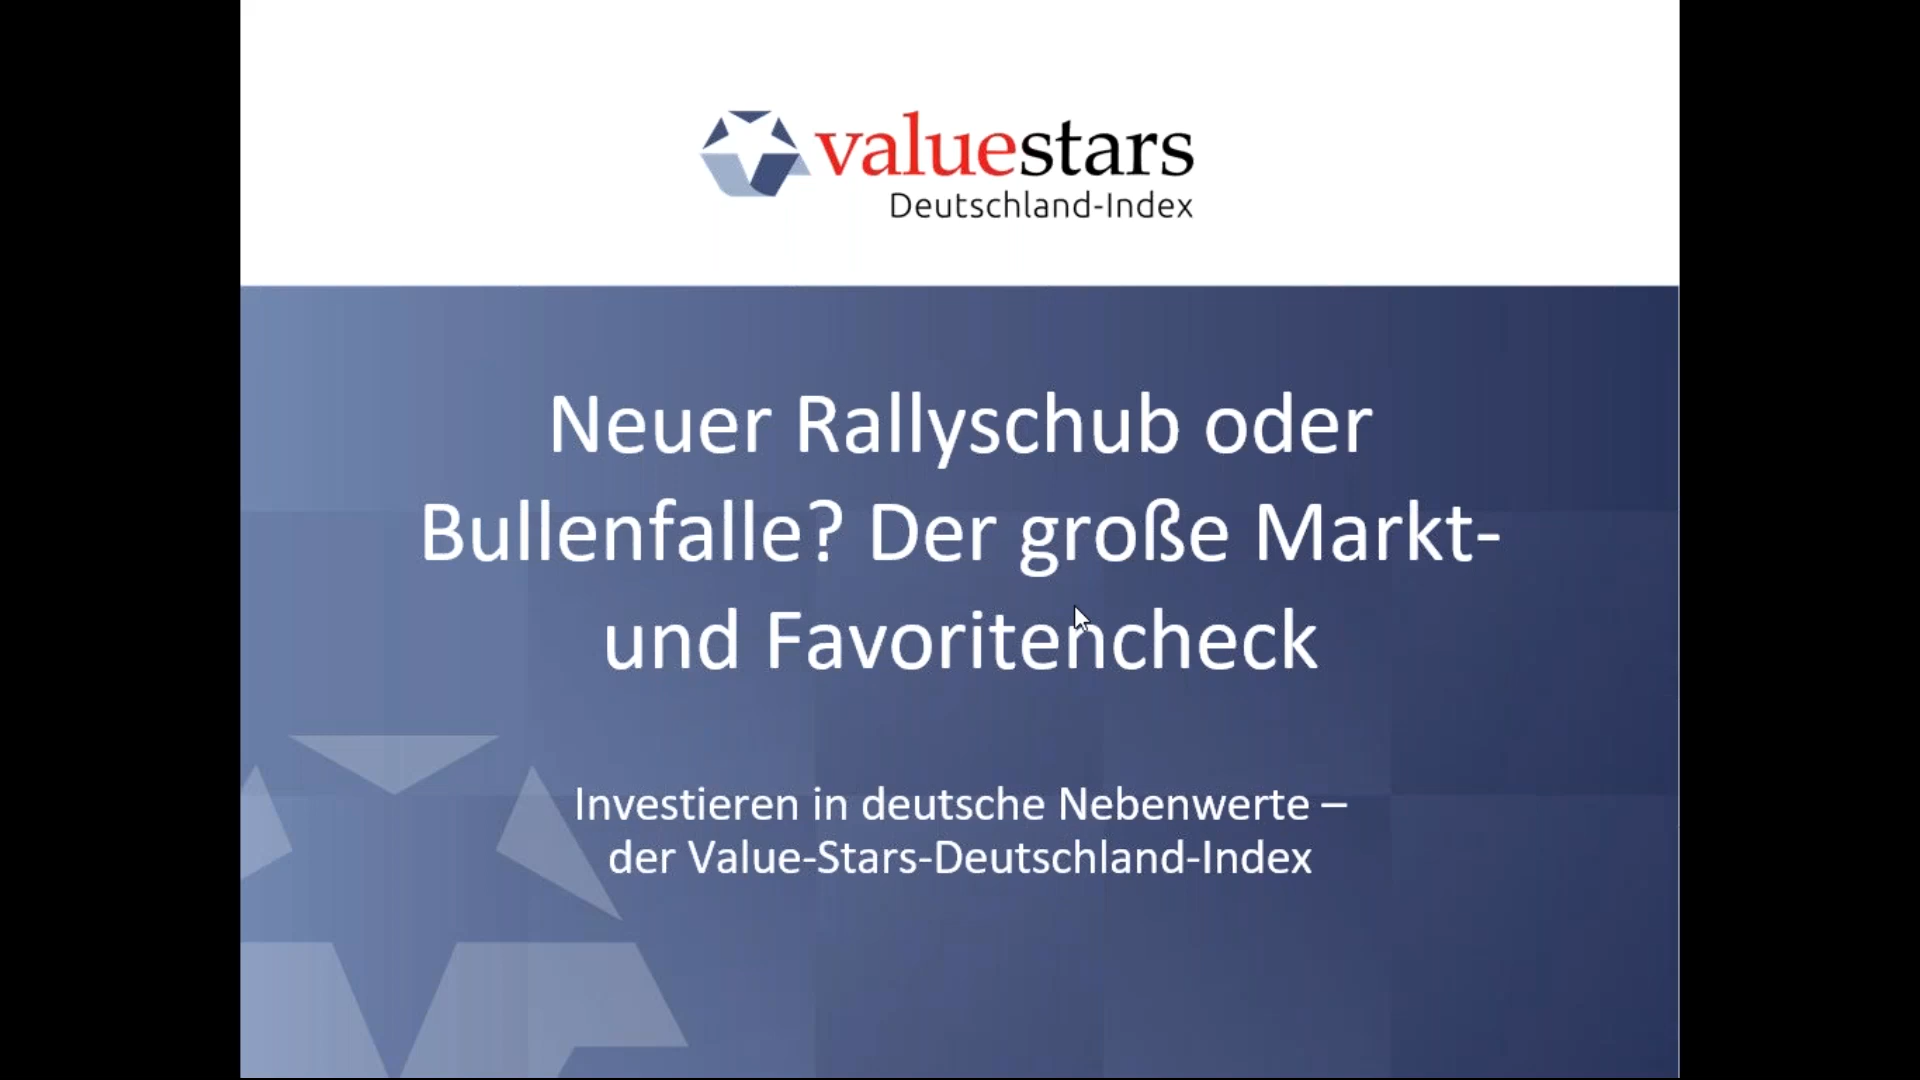 valuestars
Deutschland-Index
Neuer Rallyschub oder
Bullenfalle? Der große Markt-
und Favoritencheck
Investieren in deutsche Nebenwerte –
der Value-Stars-Deutschland-Index